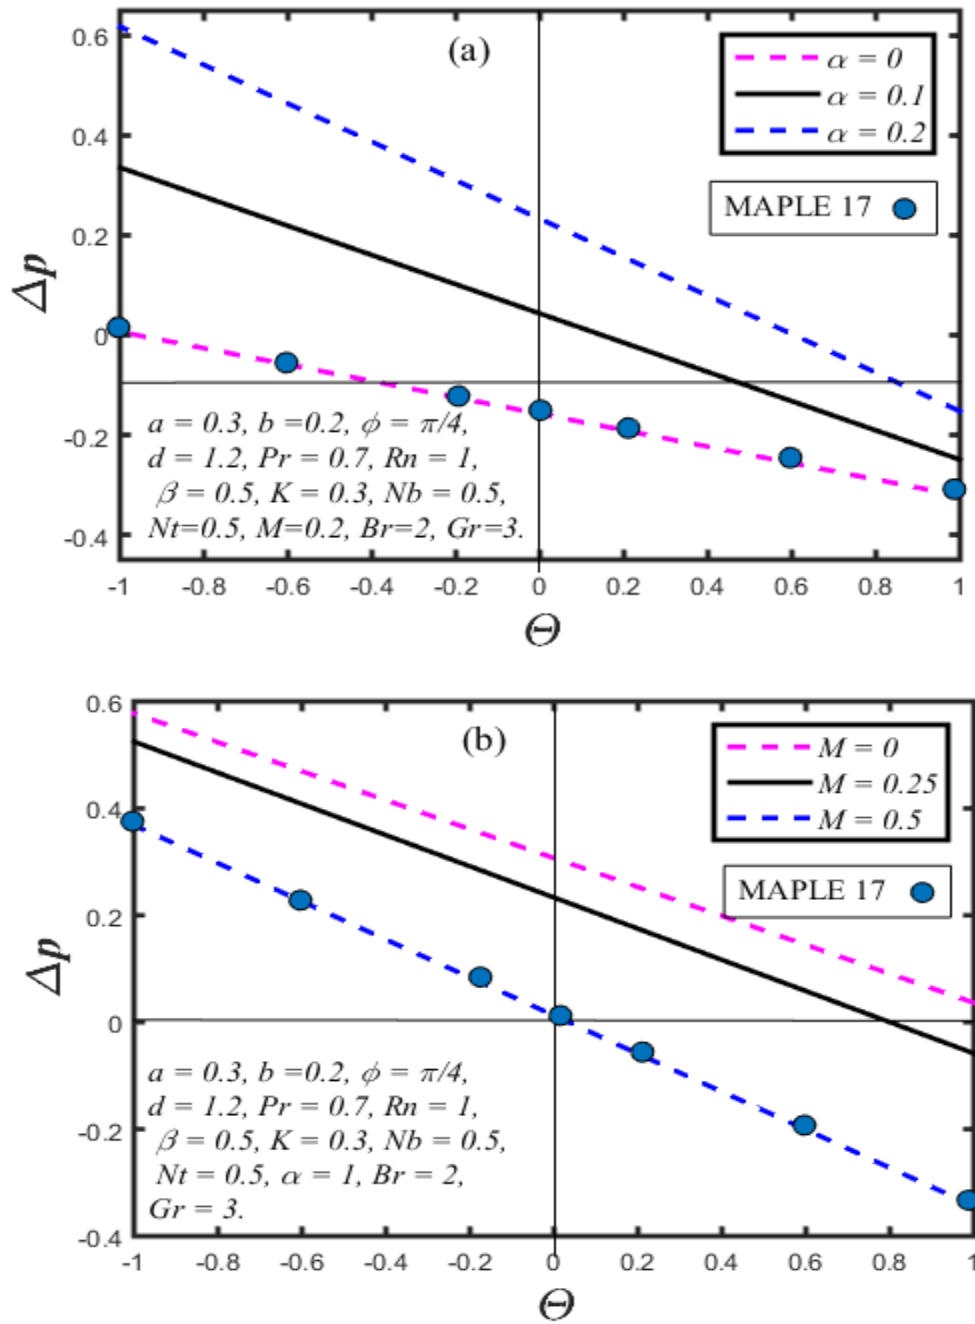 (a)
α = 0
α = 0.1
α = 0.2
MAPLE 17
0.6
0.4
0.2
0
-0.2
-0.4
Δp
a = 0.3, b =0.2, ϕ = π/4,
d = 1.2, Pr = 0.7, Rn = 1,
β = 0.5, K = 0.3, Nb = 0.5,
Nt=0.5, M=0.2, Br=2, Gr=3.
-1 -0.8 -0.6 -0.4 -0.2 0 0.2 0.4 0.6 0.8 1
Θ
(b)
M = 0
M = 0.25
M = 0.5
MAPLE 17
0.6
0.4
0.2
0
-0.2
-0.4
Δp
a = 0.3, b =0.2, ϕ = π/4,
d = 1.2, Pr = 0.7, Rn = 1,
β = 0.5, K = 0.3, Nb = 0.5,
Nt = 0.5, α = 1, Br = 2,
Gr = 3.
-1 -0.8 -0.6 -0.4 -0.2 0 0.2 0.4 0.6 0.8 1
Θ